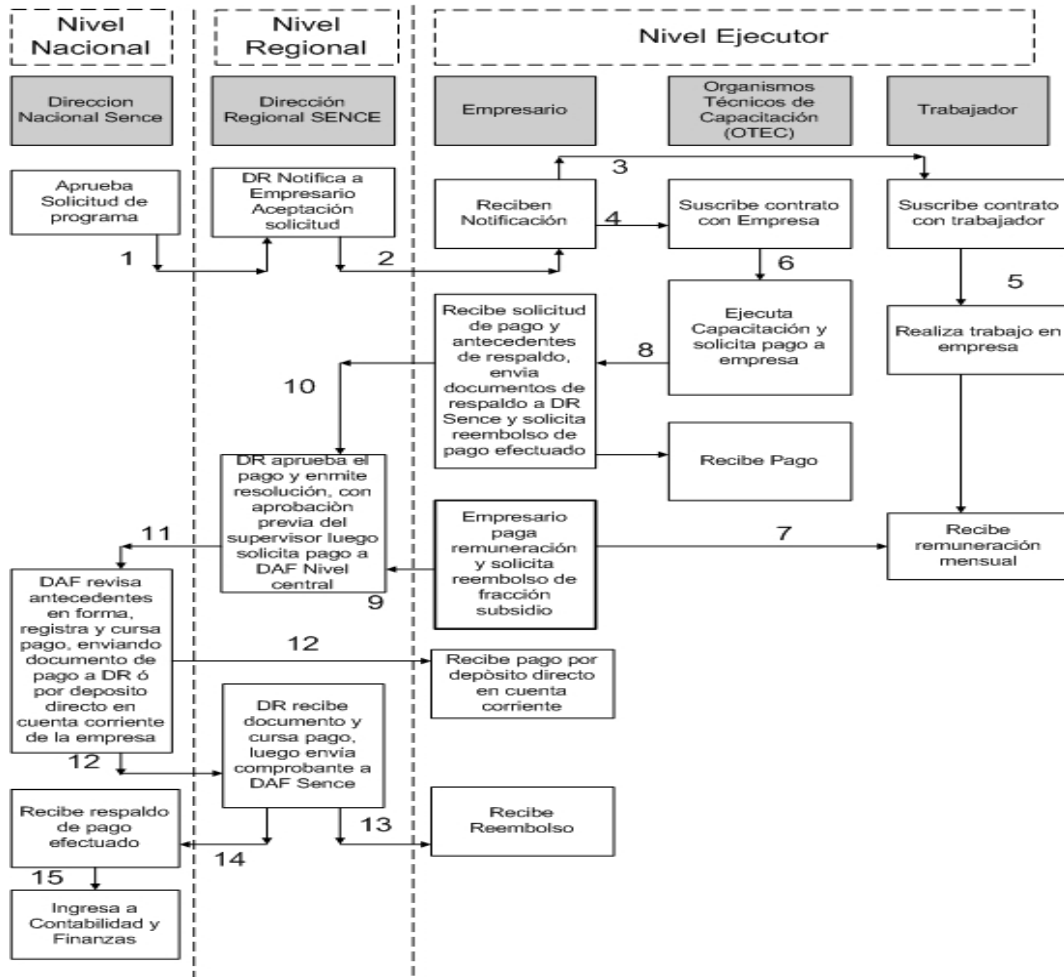 Nivel
Nacional
Nivel
Regional
Nivel Ejecutor
Direccion
Nacional Sence
Dirección
Regional SENCE
Empresario
Organismos
Técnicos de
Capacitación
(OTEC)
Trabajador
Aprueba
Solicitud de
programa
DR Notifica a
Empresario
Aceptación
solicitud
Reciben
Notificación
Suscribe contrato
con Empresa
Suscribe contrato
con trabajador
1
2
3
4
5
6
Recibe solicitud
de pago y
antecedentes
de respaldo,
envia
documentos de
respaldo a DR
Sence y solicita
reembolso de
pago efectuado
Ejecuta
Capacitación y
solicita pago a
empresa
Realiza trabajo en
empresa
8
10
Recibe Pago
DR aprueba el
pago y enmite
resolución, con
aprobaciòn
previa del
supervisor luego
solicita pago a
DAF Nivel
central
Empresario
paga
remuneración
y solicita
reembolso de
fracción
subsidio
7
Recibe
remuneración
mensual
11
9
DAF revisa
antecedentes
en forma,
registra y cursa
pago, enviando
documento de
pago a DR ó
por deposito
directo en
cuenta corriente
de la empresa
12
Recibe pago por
depòsito directo
en cuenta
corriente
DR recibe
documento y
cursa pago,
luego envía
comprobante a
DAF Sence
12
Recibe respaldo
de pago
efectuado
14
13
Recibe
Reembolso
15
Ingresa a
Contabilidad y
Finanzas